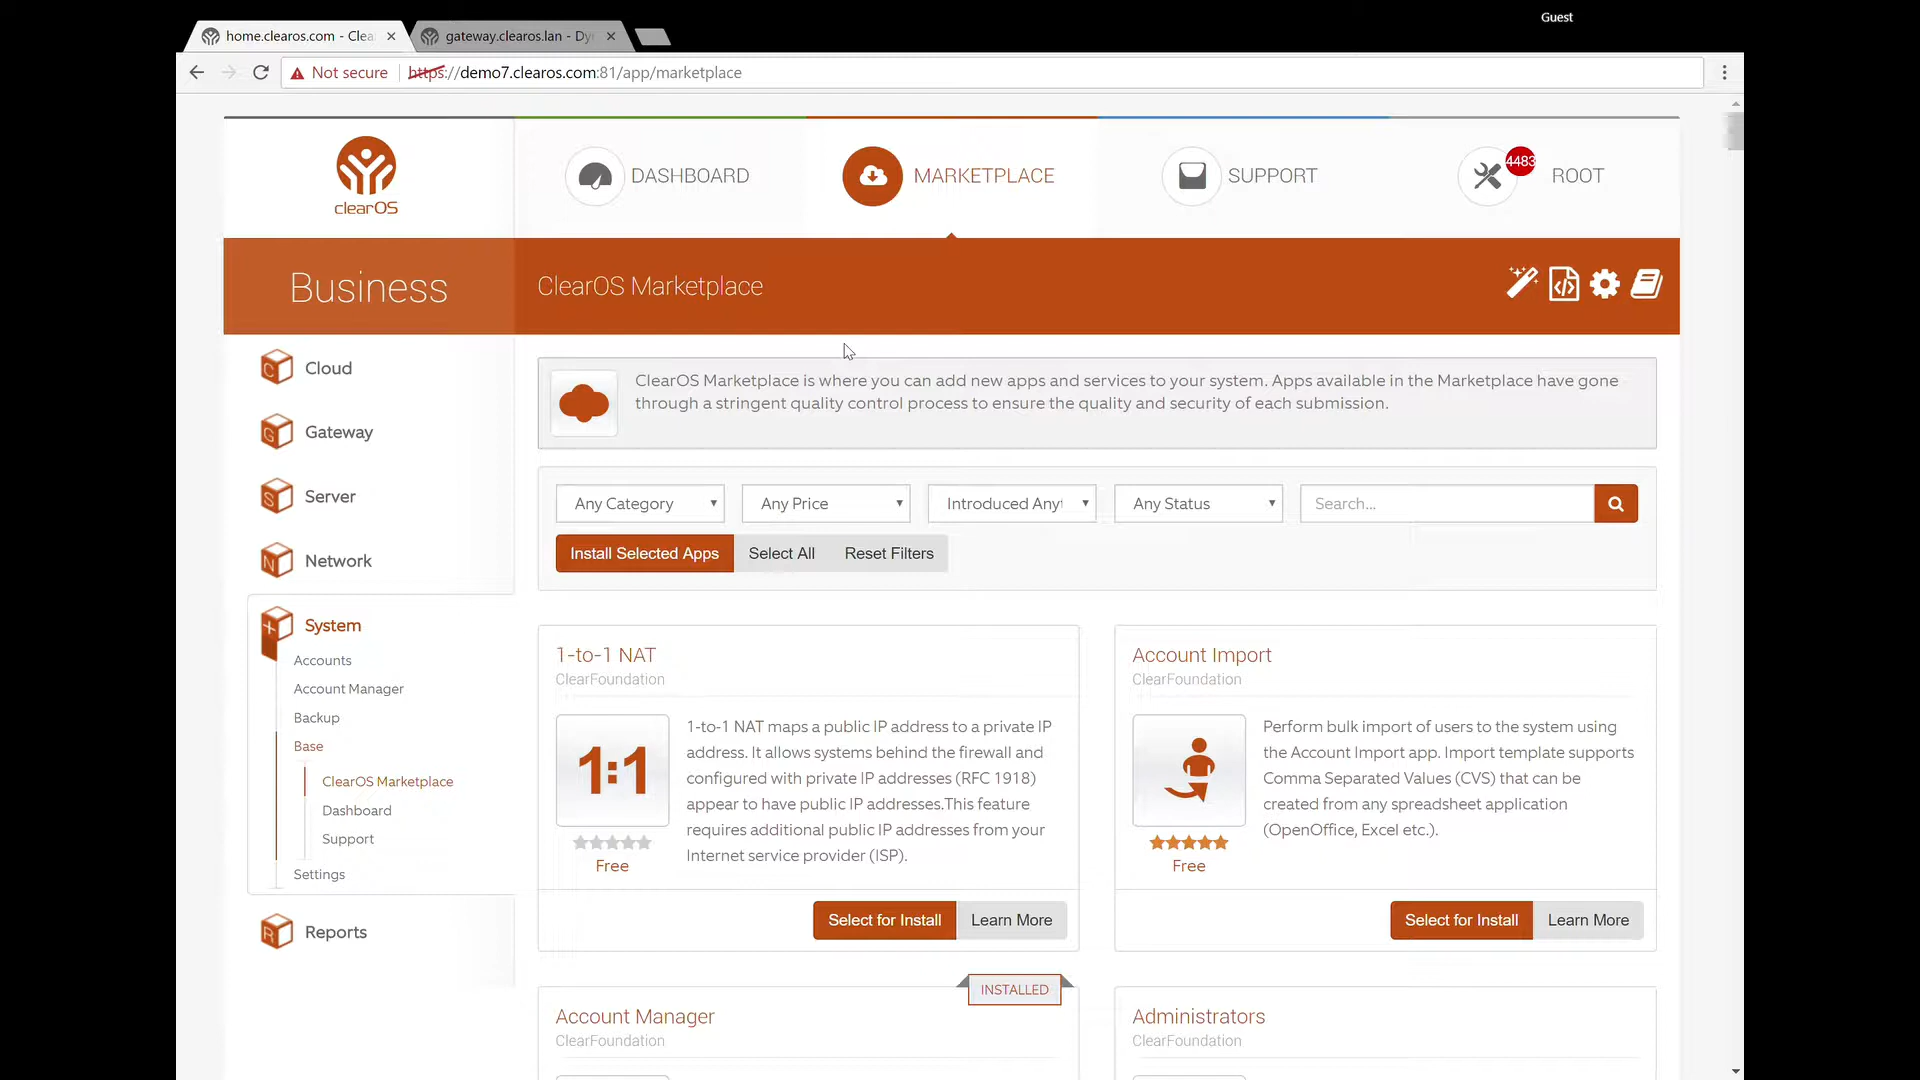 Guest
home.clearos.com - Clea
gateway.clearos.lan - Dy
Not secure
https://demo7.clearos.com:81/app/marketplace
clearOS
DASHBOARD
MARKETPLACE
SUPPORT
4483
ROOT
Business
ClearOS Marketplace
Cloud
Gateway
Server
Network
System
Accounts
Account Manager
Backup
Base
ClearOS Marketplace
Dashboard
Support
Settings
Reports
ClearOS Marketplace is where you can add new apps and services to your system. Apps available in the Marketplace have gone
through a stringent quality control process to ensure the quality and security of each submission.
Any Category
Any Price
Introduced Any
Any Status
Search...
Install Selected Apps
Select All
Reset Filters
1-to-1 NAT
ClearFoundation
1:1
Free
1-to-1 NAT maps a public IP address to a private IP
address. It allows systems behind the firewall and
configured with private IP addresses (RFC 1918)
appear to have public IP addresses.This feature
requires additional public IP addresses from your
Internet service provider (ISP).
Select for Install
Learn More
Account Import
ClearFoundation
Free
Perform bulk import of users to the system using
the Account Import app. Import template supports
Comma Separated Values (CVS) that can be
created from any spreadsheet application
(OpenOffice, Excel etc.).
Select for Install
Learn More
INSTALLED
Account Manager
ClearFoundation
Administrators
ClearFoundation